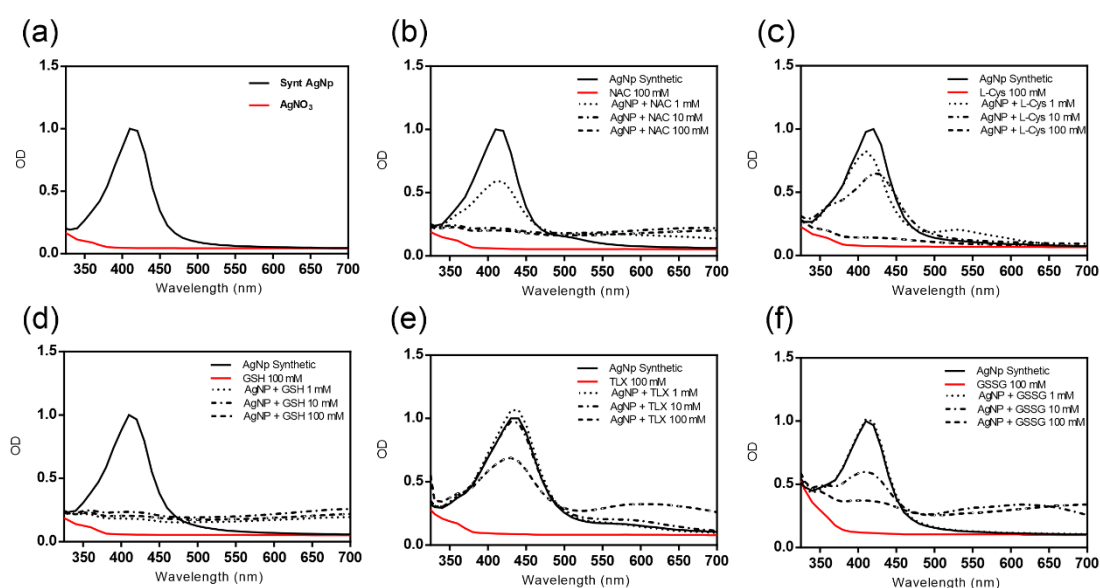 (a)
1.5
1.0
0.5
0.0
OD
Synt AgNp
AgNO3
350 400 450 500 550 600 650 700
Wavelength (nm)
(b)
1.5
1.0
0.5
0.0
OD
AgNp Synthetic
NAC 100 mM
AgNP + NAC 1 mM
AgNP + NAC 10 mM
AgNP + NAC 100 mM
350 400 450 500 550 600 650 700
Wavelength (nm)
(c)
1.5
1.0
0.5
0.0
OD
AgNp Synthetic
L-Cys 100 mM
AgNP + L-Cys 1 mM
AgNP + L-Cys 10 mM
AgNP + L-Cys 100 mM
350 400 450 500 550 600 650 700
Wavelength (nm)
(d)
1.5
1.0
0.5
0.0
OD
AgNp Synthetic
GSH 100 mM
AgNp + GSH 1 mM
AgNp + GSH 10 mM
AgNp + GSH 100 mM
350 400 450 500 550 600 650 700
Wavelength (nm)
(e)
1.5
1.0
0.5
0.0
OD
AgNp Synthetic
TLX 100 mM
AgNp + TLX 1 mM
AgNp + TLX 10 mM
AgNp + TLX 100 mM
350 400 450 500 550 600 650 700
Wavelength (nm)
(f)
1.5
1.0
0.5
0.0
OD
AgNp Synthetic
GSSG 100 mM
AgNp + GSSG 1 mM
AgNp + GSSG 10 mM
AgNp + GSSG 100 mM
350 400 450 500 550 600 650 700
Wavelength (nm)